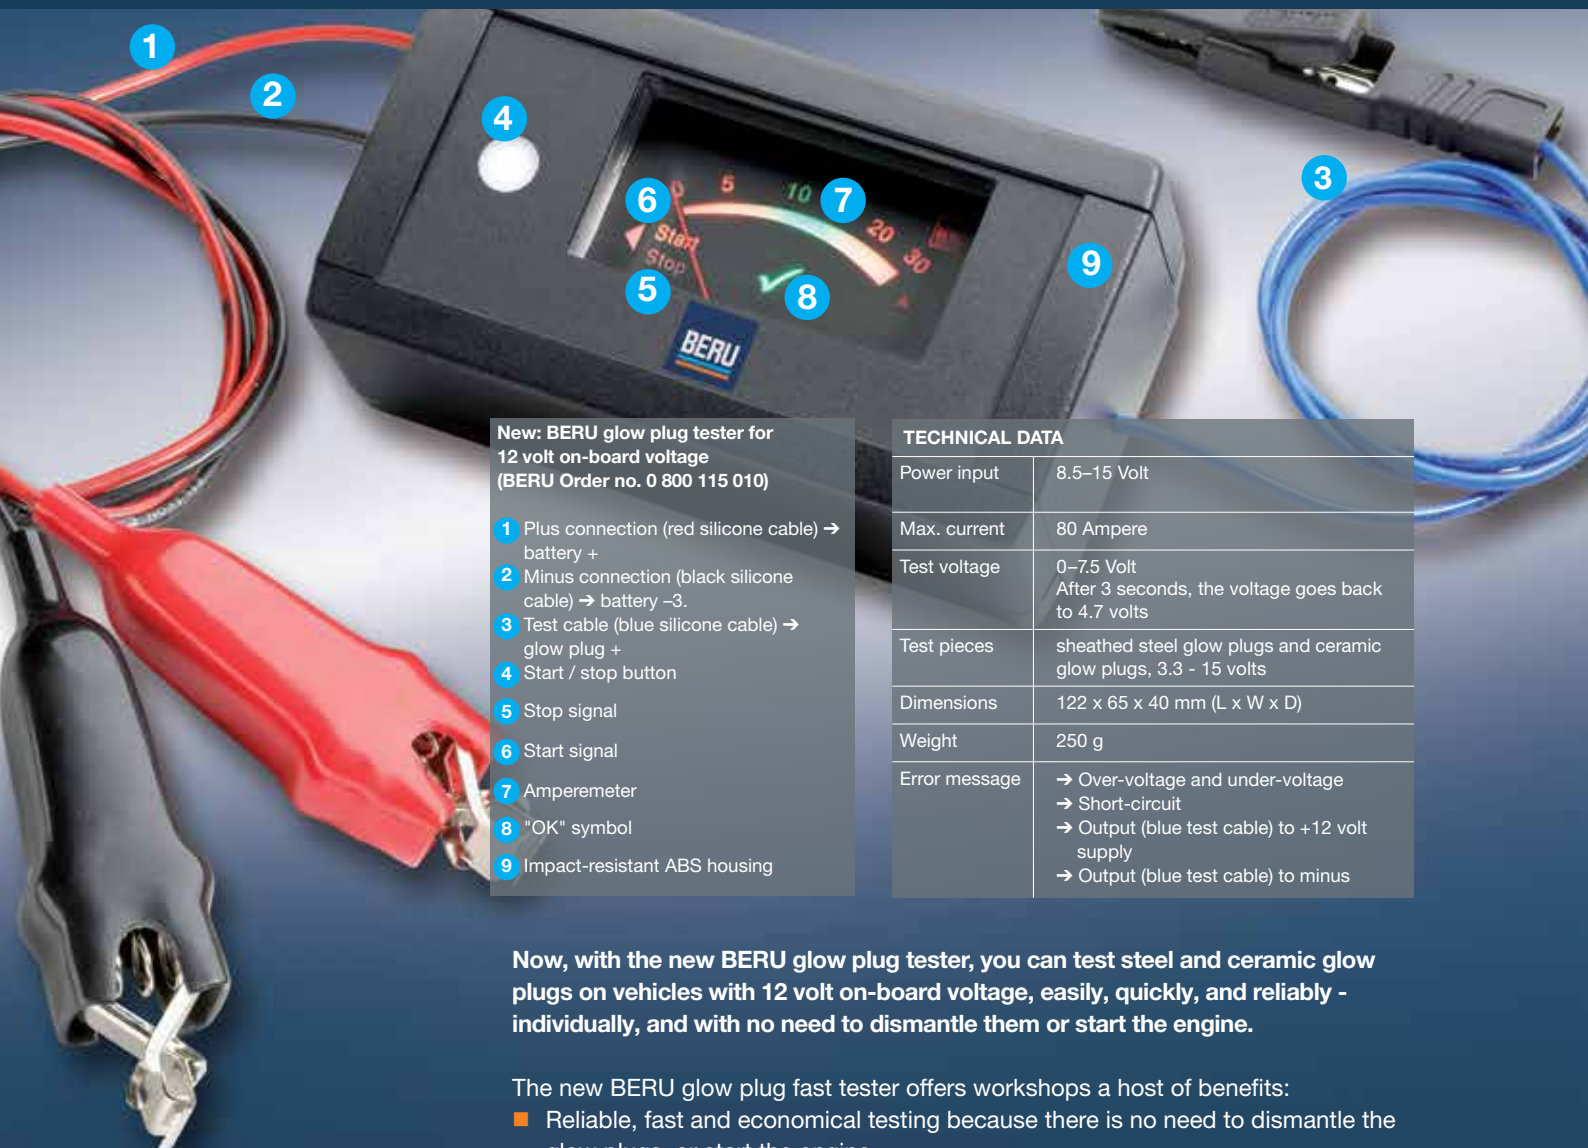 1
2
3
4
5
6
7
8
9
0 5 10 20 30
Start
Stop
BERU
New: BERU glow plug tester for
12 volt on-board voltage
(BERU Order no. 0 800 115 010)
1 Plus connection (red silicone cable) ➔
battery +
2 Minus connection (black silicone
cable) ➔ battery –3.
3 Test cable (blue silicone cable) ➔
glow plug +
4 Start / stop button
5 Stop signal
6 Start signal
7 Amperemeter
8 "OK" symbol
9 Impact-resistant ABS housing
TECHNICAL DATA
Power input 8.5–15 Volt
Max. current 80 Ampere
Test voltage 0–7.5 Volt
After 3 seconds, the voltage goes back
to 4.7 volts
Test pieces sheathed steel glow plugs and ceramic
glow plugs, 3.3 - 15 volts
Dimensions 122 x 65 x 40 mm (L x W x D)
Weight 250 g
Error message ➔ Over-voltage and under-voltage
➔ Short-circuit
➔ Output (blue test cable) to +12 volt
supply
➔ Output (blue test cable) to minus
Now, with the new BERU glow plug tester, you can test steel and ceramic glow
plugs on vehicles with 12 volt on-board voltage, easily, quickly, and reliably -
individually, and with no need to dismantle them or start the engine.
The new BERU glow plug fast tester offers workshops a host of benefits:
■ Reliable, fast and economical testing because there is no need to dismantle the
glow plugs, or start the engine